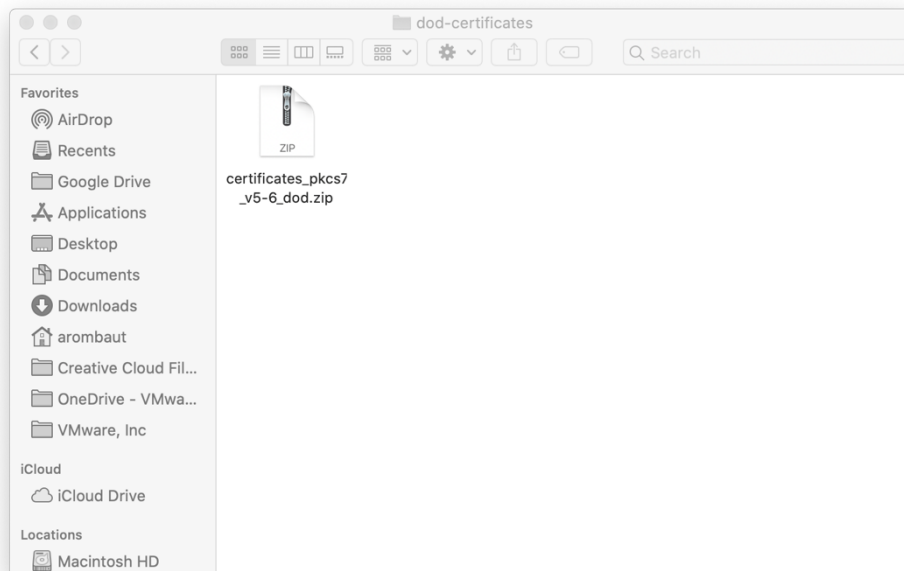 dod-certificates
Search
Favorites
AirDrop
Recents
Google Drive
Applications
Desktop
Documents
Downloads
arombaut
Creative Cloud Fil...
OneDrive - VMwa...
VMware, Inc
iCloud
iCloud Drive
Locations
Macintosh HD
ZIP
certificates_pkcs7
_v5-6_dod.zip